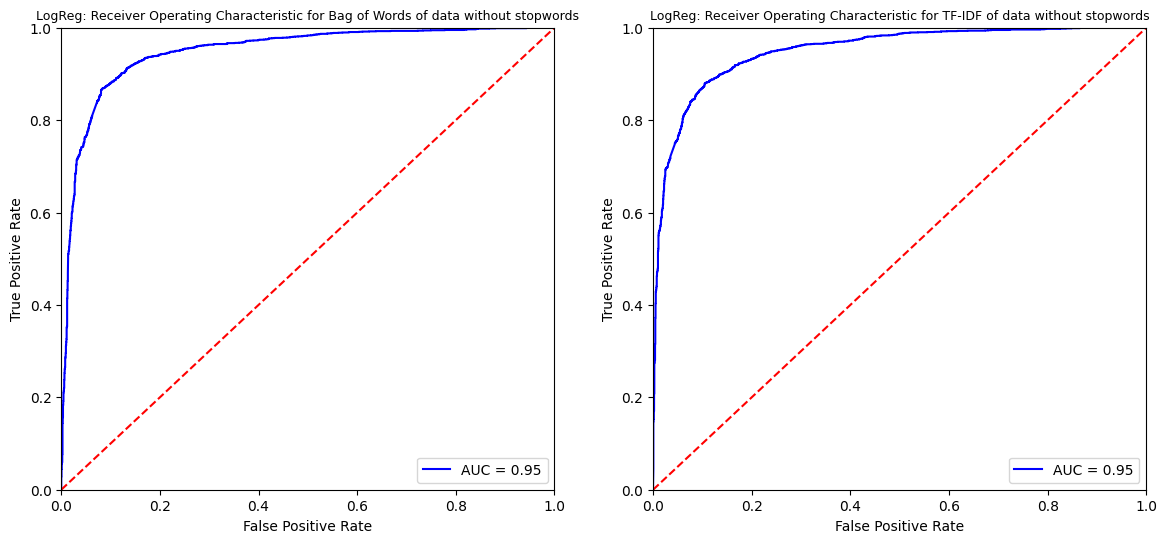 LogReg: Receiver Operating Characteristic for Bag of Words of data without stopwords
1.0
0.8
0.6
0.4
0.2
0.0
True Positive Rate
AUC = 0.95
0.0 0.2 0.4 0.6 0.8 1.0
False Positive Rate
LogReg: Receiver Operating Characteristic for TF-IDF of data without stopwords
1.0
0.8
0.6
0.4
0.2
0.0
True Positive Rate
AUC = 0.95
0.0 0.2 0.4 0.6 0.8 1.0
False Positive Rate